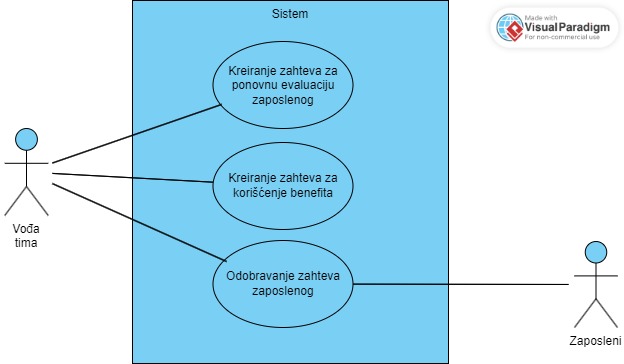 Sistem
Made with
Visual Paradigm
For non-commercial use
Kreiranje zahteva za
ponovnu evaluaciju
zaposlenog
Kreiranje zahteva za
korišćenje benefita
Vođa
tima
Odobravanje zahteva
zaposlenog
Zaposleni